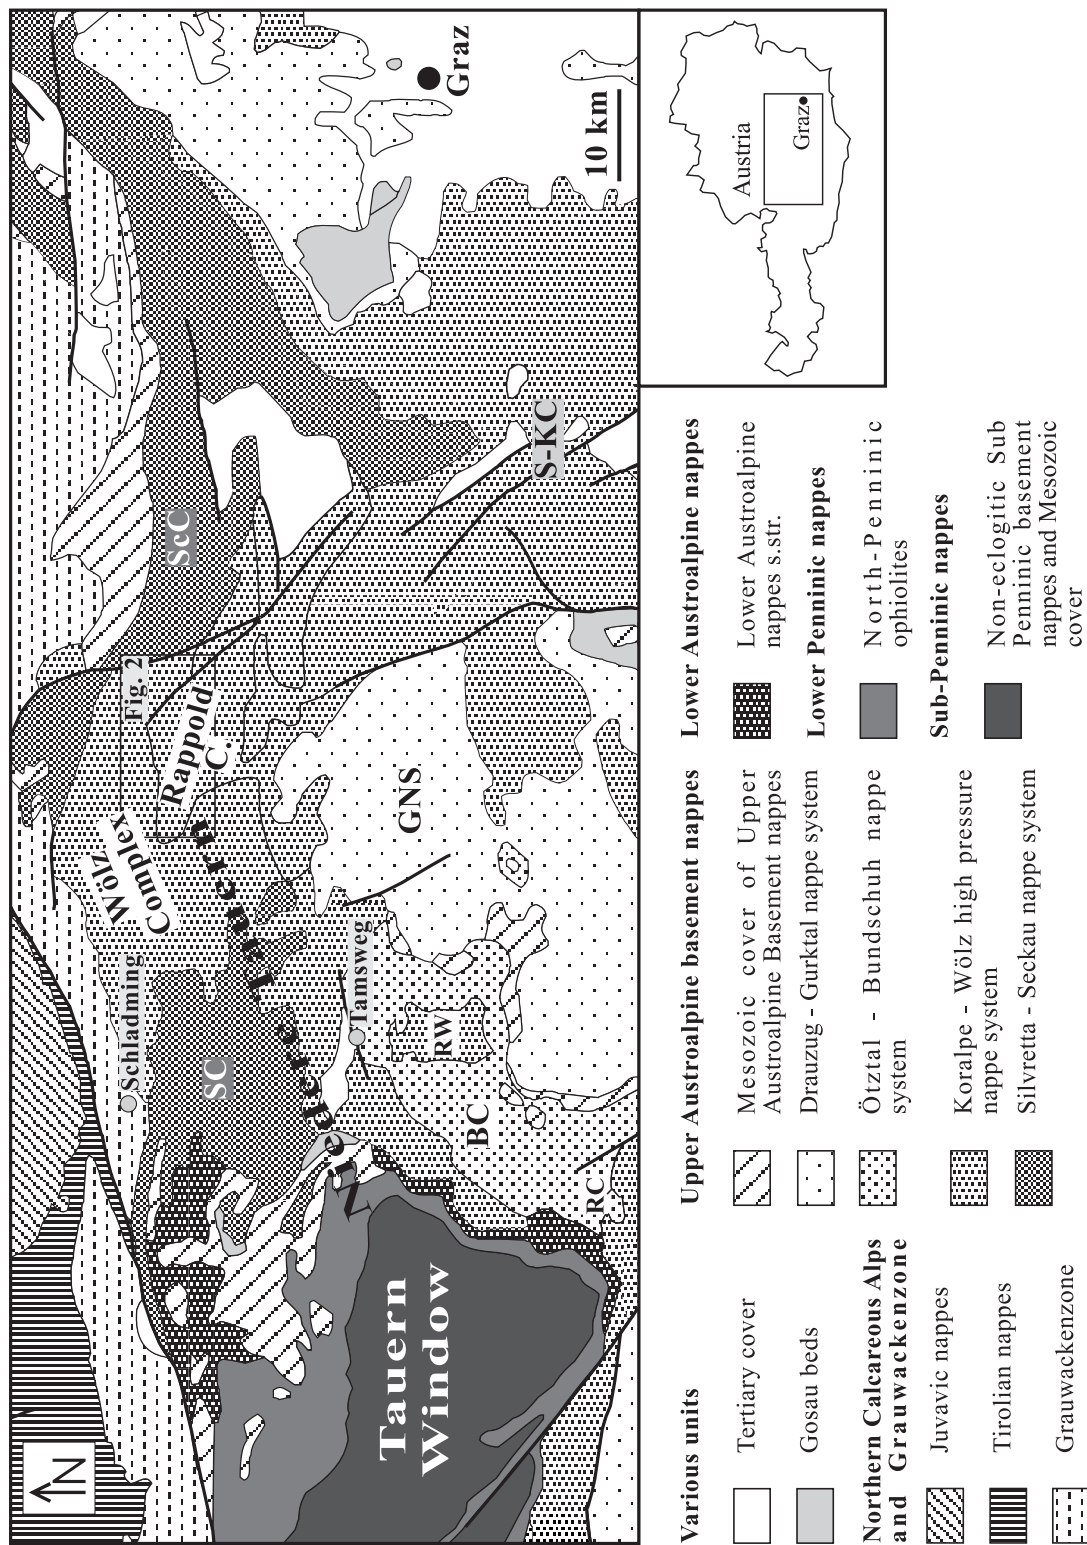 N
Schladming
Wölz
Complex
Fig. 2
Rappold
C.
ScC
SC
Niedere Tauern
Tauern
Window
Tamsweg
RW
BC
RC
GNS
S-KC
Graz
10 km
Austria
Graz
Various units
Tertiary cover
Gosau beds
Northern Calcareous Alps
and Grauwackenzone
Juvavic nappes
Tirolian nappes
Grauwackenzone
Upper Austroalpine basement nappes
Mesozoic cover of Upper
Austroalpine Basement nappes
Drauzug - Gurktal nappe system
Ötztal - Bundschuh nappe
system
Koralpe - Wölz high pressure
nappe system
Silvretta - Seckau nappe system
Lower Austroalpine nappes
Lower Austroalpine
nappes s.str.
Lower Penninic nappes
North-Penninic
ophiolites
Sub-Penninic nappes
Non-eclogitic Sub
Penninic basement
nappes and Mesozoic
cover